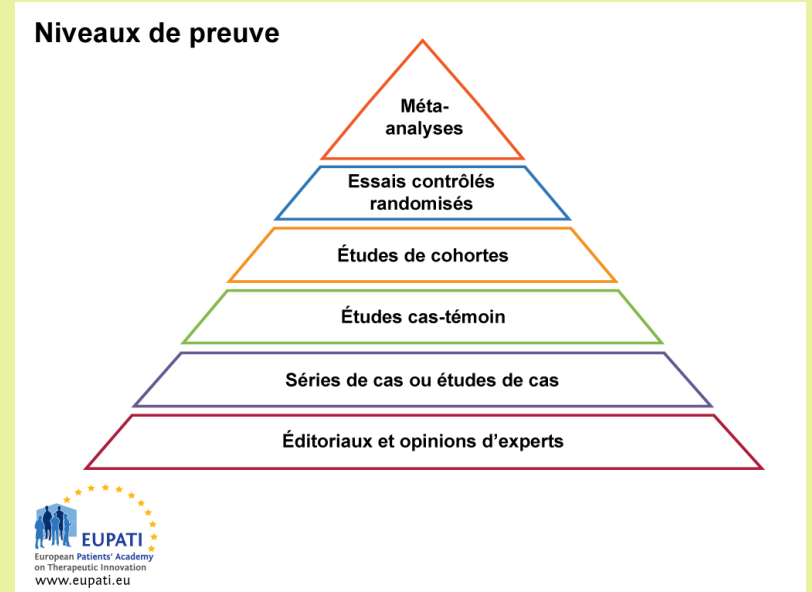 Niveaux de preuve
Méta-
analyses
Essais contrôlés
randomisés
Études de cohortes
Études cas-témoin
Séries de cas ou études de cas
Éditoriaux et opinions d’experts
EUPATI
European Patients’ Academy
on Therapeutic Innovation
www.eupati.eu